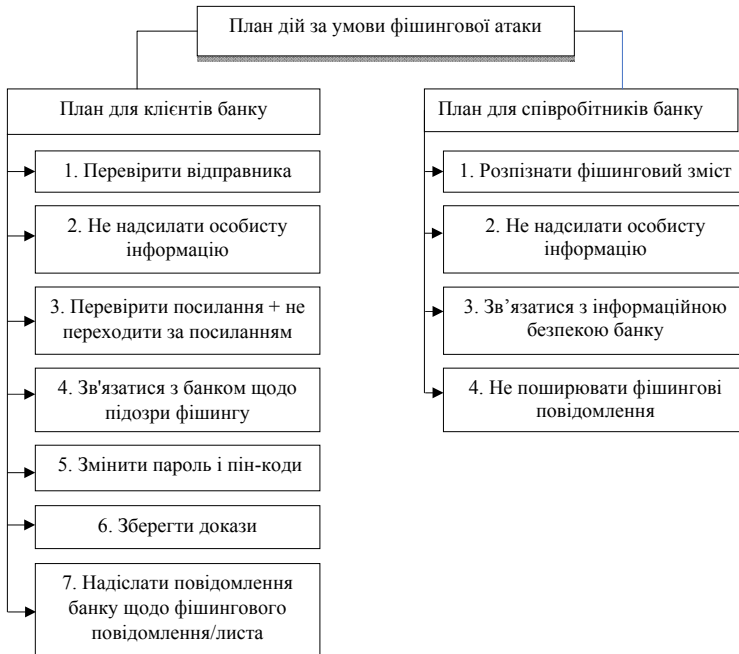 План дій за умови фішингової атаки
План для клієнтів банку
1. Перевірити відправника
2. Не надсилати особисту
інформацію
3. Перевірити посилання + не
переходити за посиланням
4. Зв'язатися з банком щодо
підозри фішингу
5. Змінити пароль і пін-коди
6. Зберегти докази
7. Надіслати повідомлення
банку щодо фішингового
повідомлення/листа
План для співробітників банку
1. Розпізнати фішинговий зміст
2. Не надсилати особисту
інформацію
3. Зв’язатися з інформаційною
безпекою банку
4. Не поширювати фішингові
повідомлення